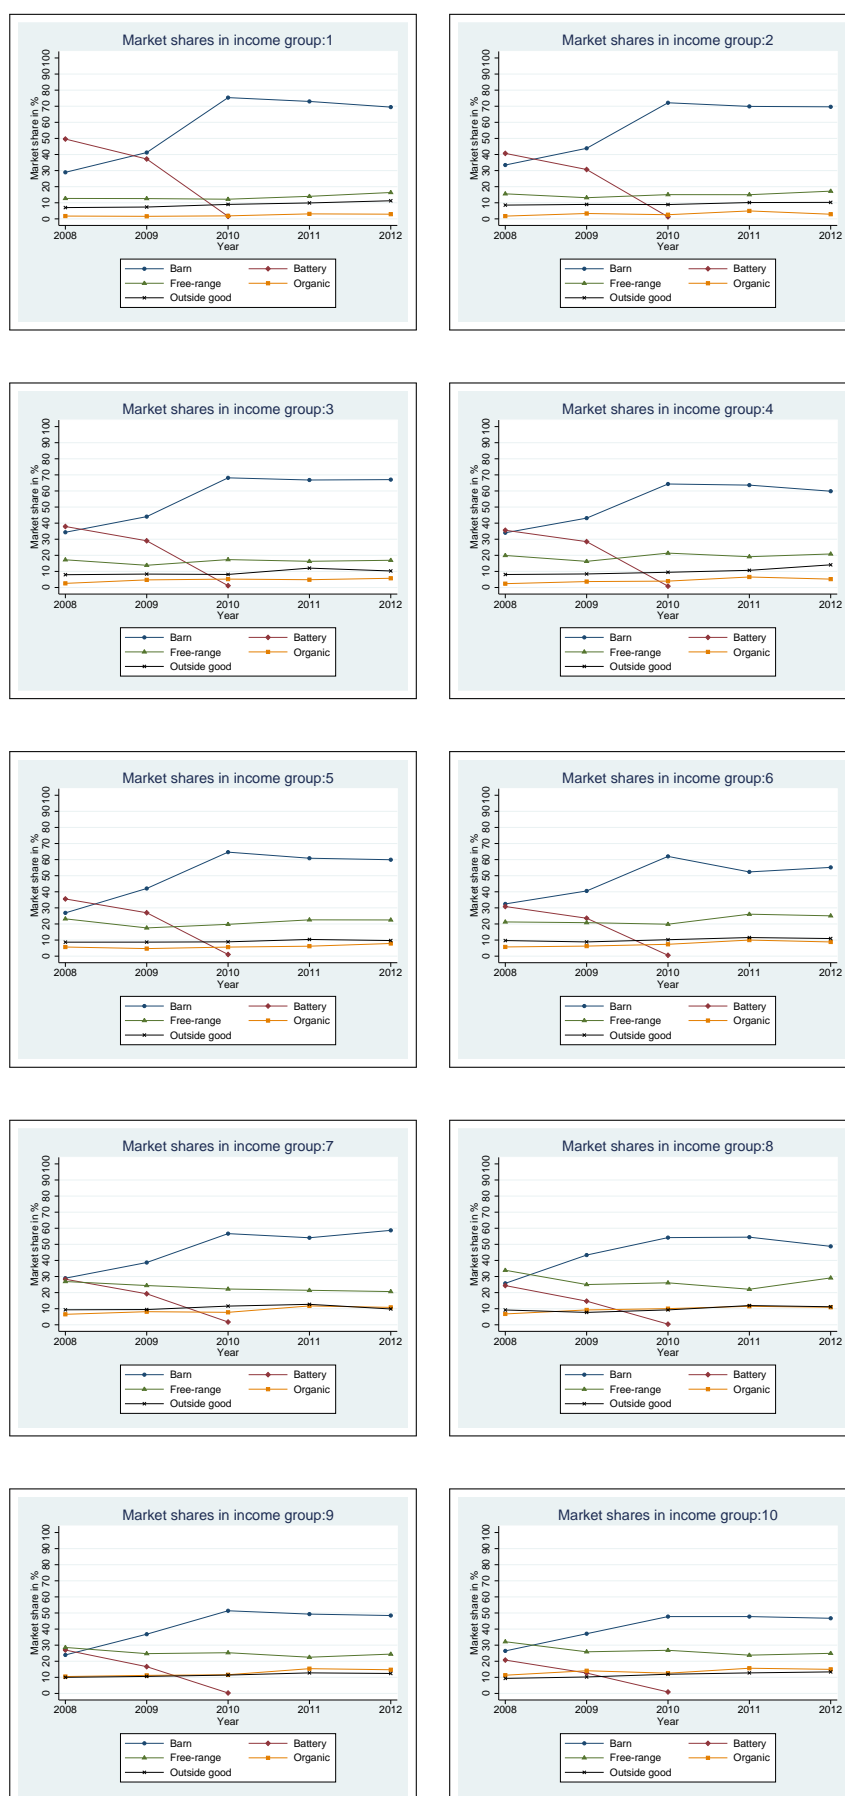 Market shares in income group:1
Market share in %
0 10 20 30 40 50 60 70 80 90 100
2008 2009 2010 2011 2012
Year
Barn Battery
Free-range Organic
Outside good
Market shares in income group:2
Market share in %
0 10 20 30 40 50 60 70 80 90 100
2008 2009 2010 2011 2012
Year
Barn Battery
Free-range Organic
Outside good
Market shares in income group:3
Market share in %
0 10 20 30 40 50 60 70 80 90 100
2008 2009 2010 2011 2012
Year
Barn Battery
Free-range Organic
Outside good
Market shares in income group:4
Market share in %
0 10 20 30 40 50 60 70 80 90 100
2008 2009 2010 2011 2012
Year
Barn Battery
Free-range Organic
Outside good
Market shares in income group:5
Market share in %
0 10 20 30 40 50 60 70 80 90 100
2008 2009 2010 2011 2012
Year
Barn Battery
Free-range Organic
Outside good
Market shares in income group:6
Market share in %
0 10 20 30 40 50 60 70 80 90 100
2008 2009 2010 2011 2012
Year
Barn Battery
Free-range Organic
Outside good
Market shares in income group:7
Market share in %
0 10 20 30 40 50 60 70 80 90 100
2008 2009 2010 2011 2012
Year
Barn Battery
Free-range Organic
Outside good
Market shares in income group:8
Market share in %
0 10 20 30 40 50 60 70 80 90 100
2008 2009 2010 2011 2012
Year
Barn Battery
Free-range Organic
Outside good
Market shares in income group:9
Market share in %
0 10 20 30 40 50 60 70 80 90 100
2008 2009 2010 2011 2012
Year
Barn Battery
Free-range Organic
Outside good
Market shares in income group:10
Market share in %
0 10 20 30 40 50 60 70 80 90 100
2008 2009 2010 2011 2012
Year
Barn Battery
Free-range Organic
Outside good